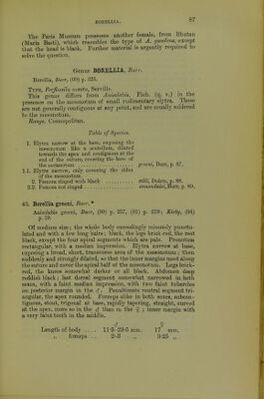 BORELLIA. 87
The Paris Museum possesses another female, from Bhutan
(Maria Basti), which resembles the type of A. gazellina, except
that the head is black. Further material is urgently required to
solve the question.
Genus BORELLIA, Burr.
Borellia, Burr, (09) p. 325.
Type, Forficesila annulata, Serville.
This genus differs from Anisolabis, Fieb. (q. v.) in the
presence on the mesonotum of small rudimentary elytra. These
are not generally contiguous at any point, and are usually soldered
to the mesonotum.
Range. Cosmopolitan.
Table of Species.
1. Elytra narrow at the base, exposing the
mesonotum like a scutellum, dilated
towards the apex and contiguous at the
end of the suture, covering the base of
the metanotum
greeni, Burr, p. 87.
1.1. Elytra narrow, only covering the sides
of the mesonotum.
2. Femora ringed with black
stali, Dohrn, p. 88.
2.2. Femora not ringed
annandalei, Burr, p. 89.
43. Borellia greeni, Burr.*
Anisolabis greeni, Burr, (99) p. 257, (01) p. 319; Kirby, (04)
p. 19.
Of medium size; the whole body exceedingly minutely punctu-
lated and with a few long hairs; black, the legs brick-red, the rest
black, except the four apical segments which are pale. Pronotum
rectangular, with a median impression. Elytra narrow at base,
exposing a broad, short, transverse area of the mesonotum; then
suddenly and strongly dilated, so that the inner margins meet along
the suture and cover the apical half of the mesonotum. Legs brick-
red, the knees somewhat darker or all black. Abdomen deep
reddish black; last dorsal segment somewhat narrowed in both
sexes, with a faint median impression, with two faint tubercles
on posterior margin in the ♂. Penultimate ventral segment tri-
angular, the apex rounded. Forceps alike in both sexes, subcon-
tiguous, stout, trigonal at base, rapidly tapering, straight, curved
at the apex, more so in the ♂ than in the ♀; inner margin with
a very faint tooth in the middle.
♂ ♀
Length of body .... 11·5-23·5 mm. 17 mm.
„ forceps .. 2-3 „ 3·25 „